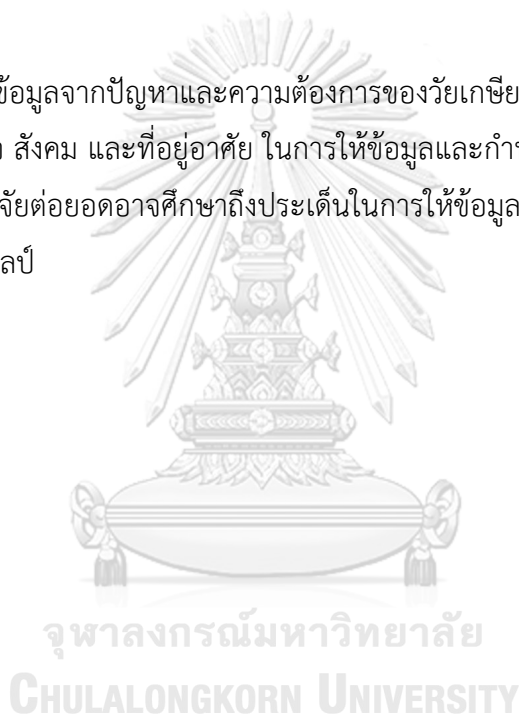 ข้อมูลจากปัญหาและความต้องการของวัยเกษีย
สังคม และที่อยู่อาศัย ในการให้ข้อมูลและกำ
จัยต่อยอดอาจศึกษาถึงประเด็นในการให้ข้อมูล
ลป์
จุฬาลงกรณ์มหาวิทยาลัย
CHULALONGKORN UNIVERSITY